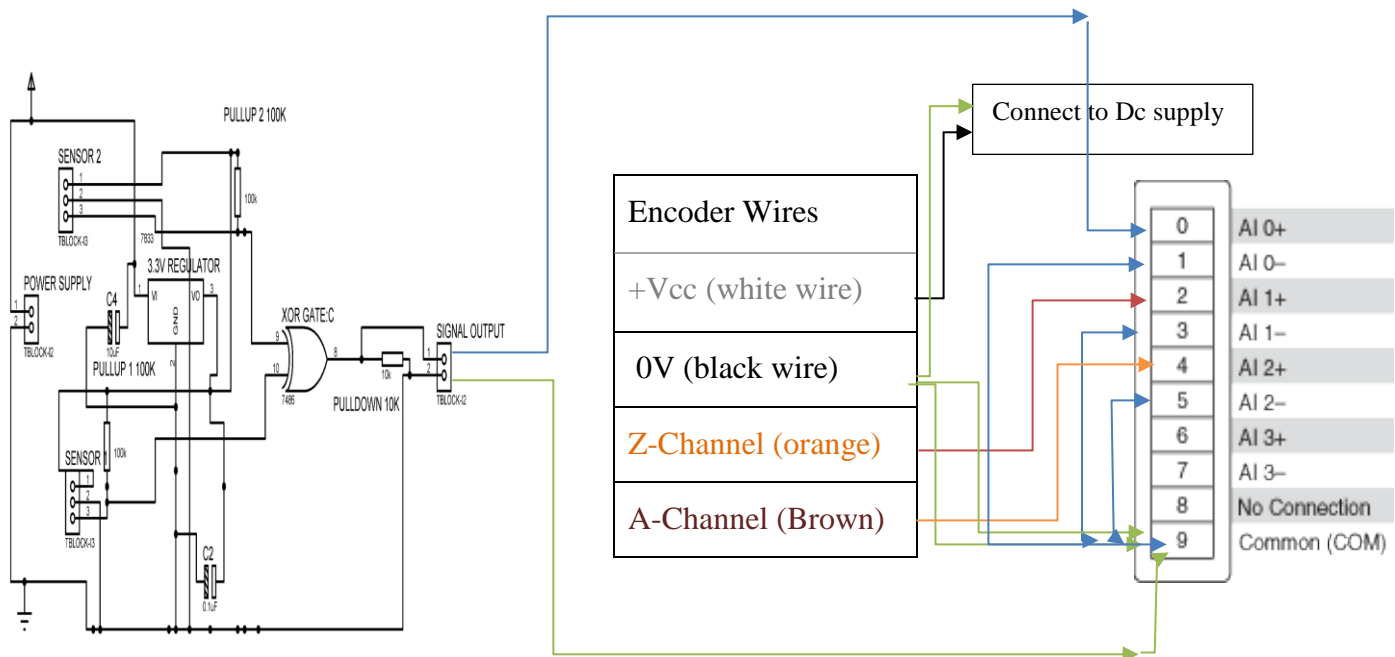 PULLUP 2 100K
SENSOR 2
1
2
3
TBLOCK-I3
100k
7833
3.3V REGULATOR
1
VI
VO
3
GND
2
POWER SUPPLY
1
2
TBLOCK-I2
C4
10uF
PULLUP 1 100K
100k
SENSOR
1
2
3
TBLOCK-I3
C2
0.1uF
XOR GATE:C
9
10
8
7486
10k
PULLDOWN 10K
SIGNAL OUTPUT
1
2
TBLOCK-I2
Connect to Dc supply
Encoder Wires
+Vcc (white wire)
0V (black wire)
Z-Channel (orange)
A-Channel (Brown)
0 AI 0+
1 AI 0–
2 AI 1+
3 AI 1–
4 AI 2+
5 AI 2–
6 AI 3+
7 AI 3–
8 No Connection
9 Common (COM)